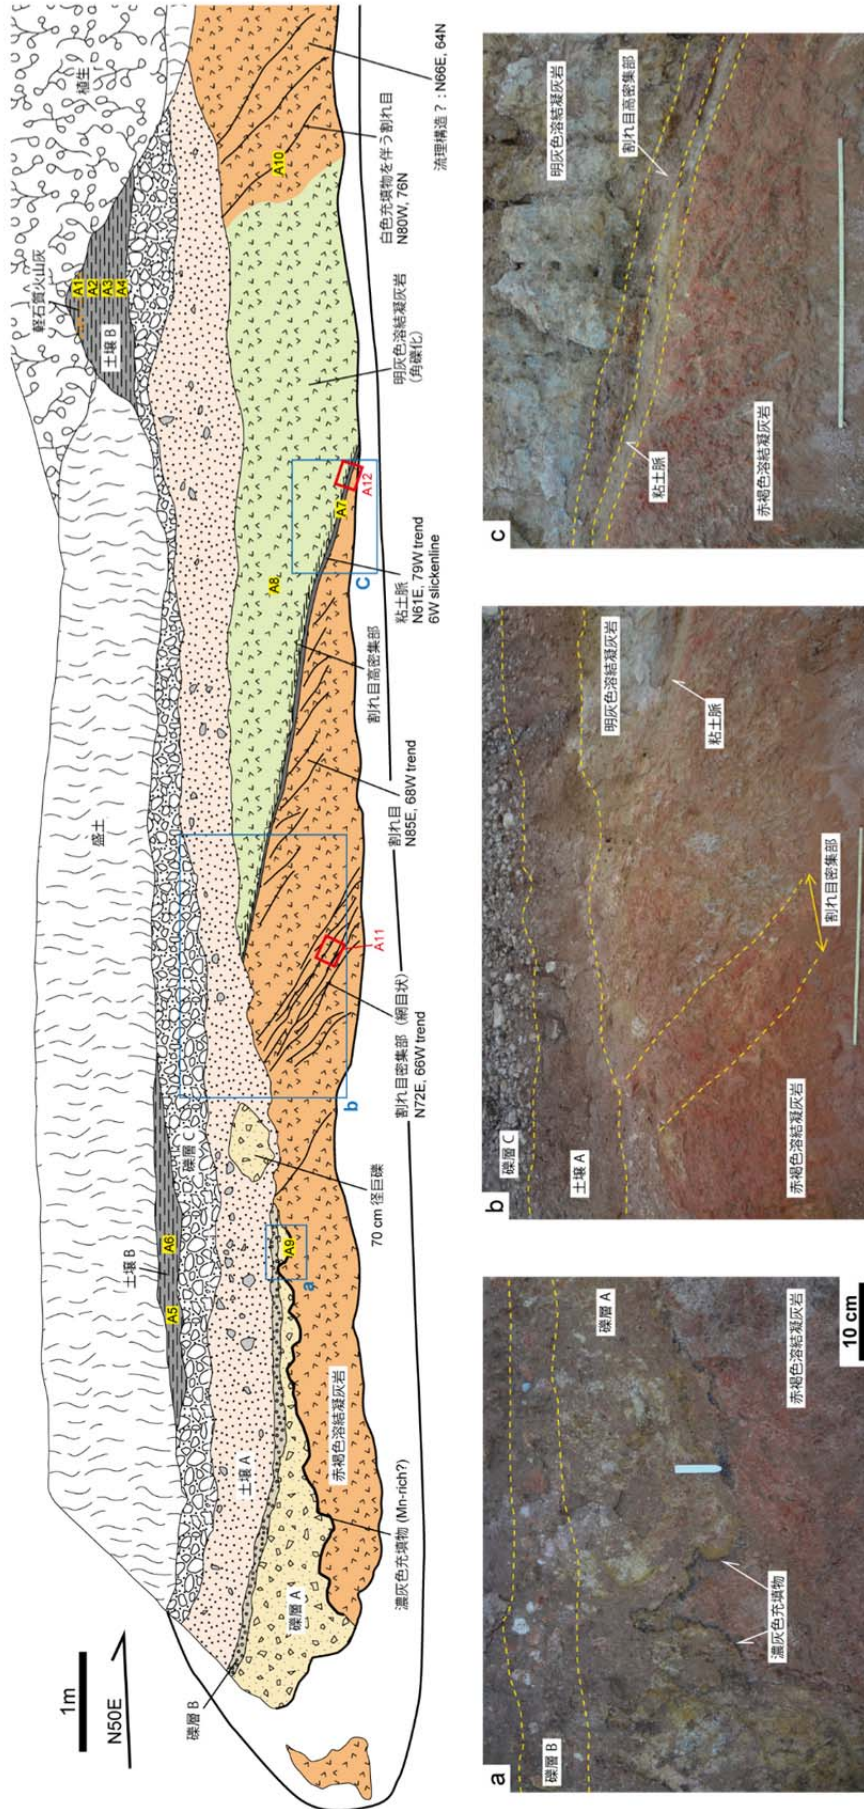 1m
N50E
盛土
植生
軽石質火山灰
A1
A2
A3
A4
土壌 B
土壌 B
A5
A6
礫層 C
土壌 A
礫層 B
礫層 A
赤褐色溶結凝灰岩
濃灰色充填物 (Mn-rich?)
a
A9
70 cm 径巨礫
b
A11
割れ目密集部（網目状）
N72E, 66W trend
割れ目
N85E, 68W trend
割れ目高密集部
粘土脈
N61E, 79W trend
6W slickenline
A8
A7
A12
C
明灰色溶結凝灰岩
（角礫化）
A10
白色充填物を伴う割れ目
N80W, 76N
流理構造？: N66E, 64N
a
礫層 B
礫層 A
濃灰色充填物
赤褐色溶結凝灰岩
10 cm
b
礫層 C
土壌 A
明灰色溶結凝灰岩
粘土脈
赤褐色溶結凝灰岩
割れ目密集部
c
明灰色溶結凝灰岩
割れ目高密集部
粘土脈
赤褐色溶結凝灰岩